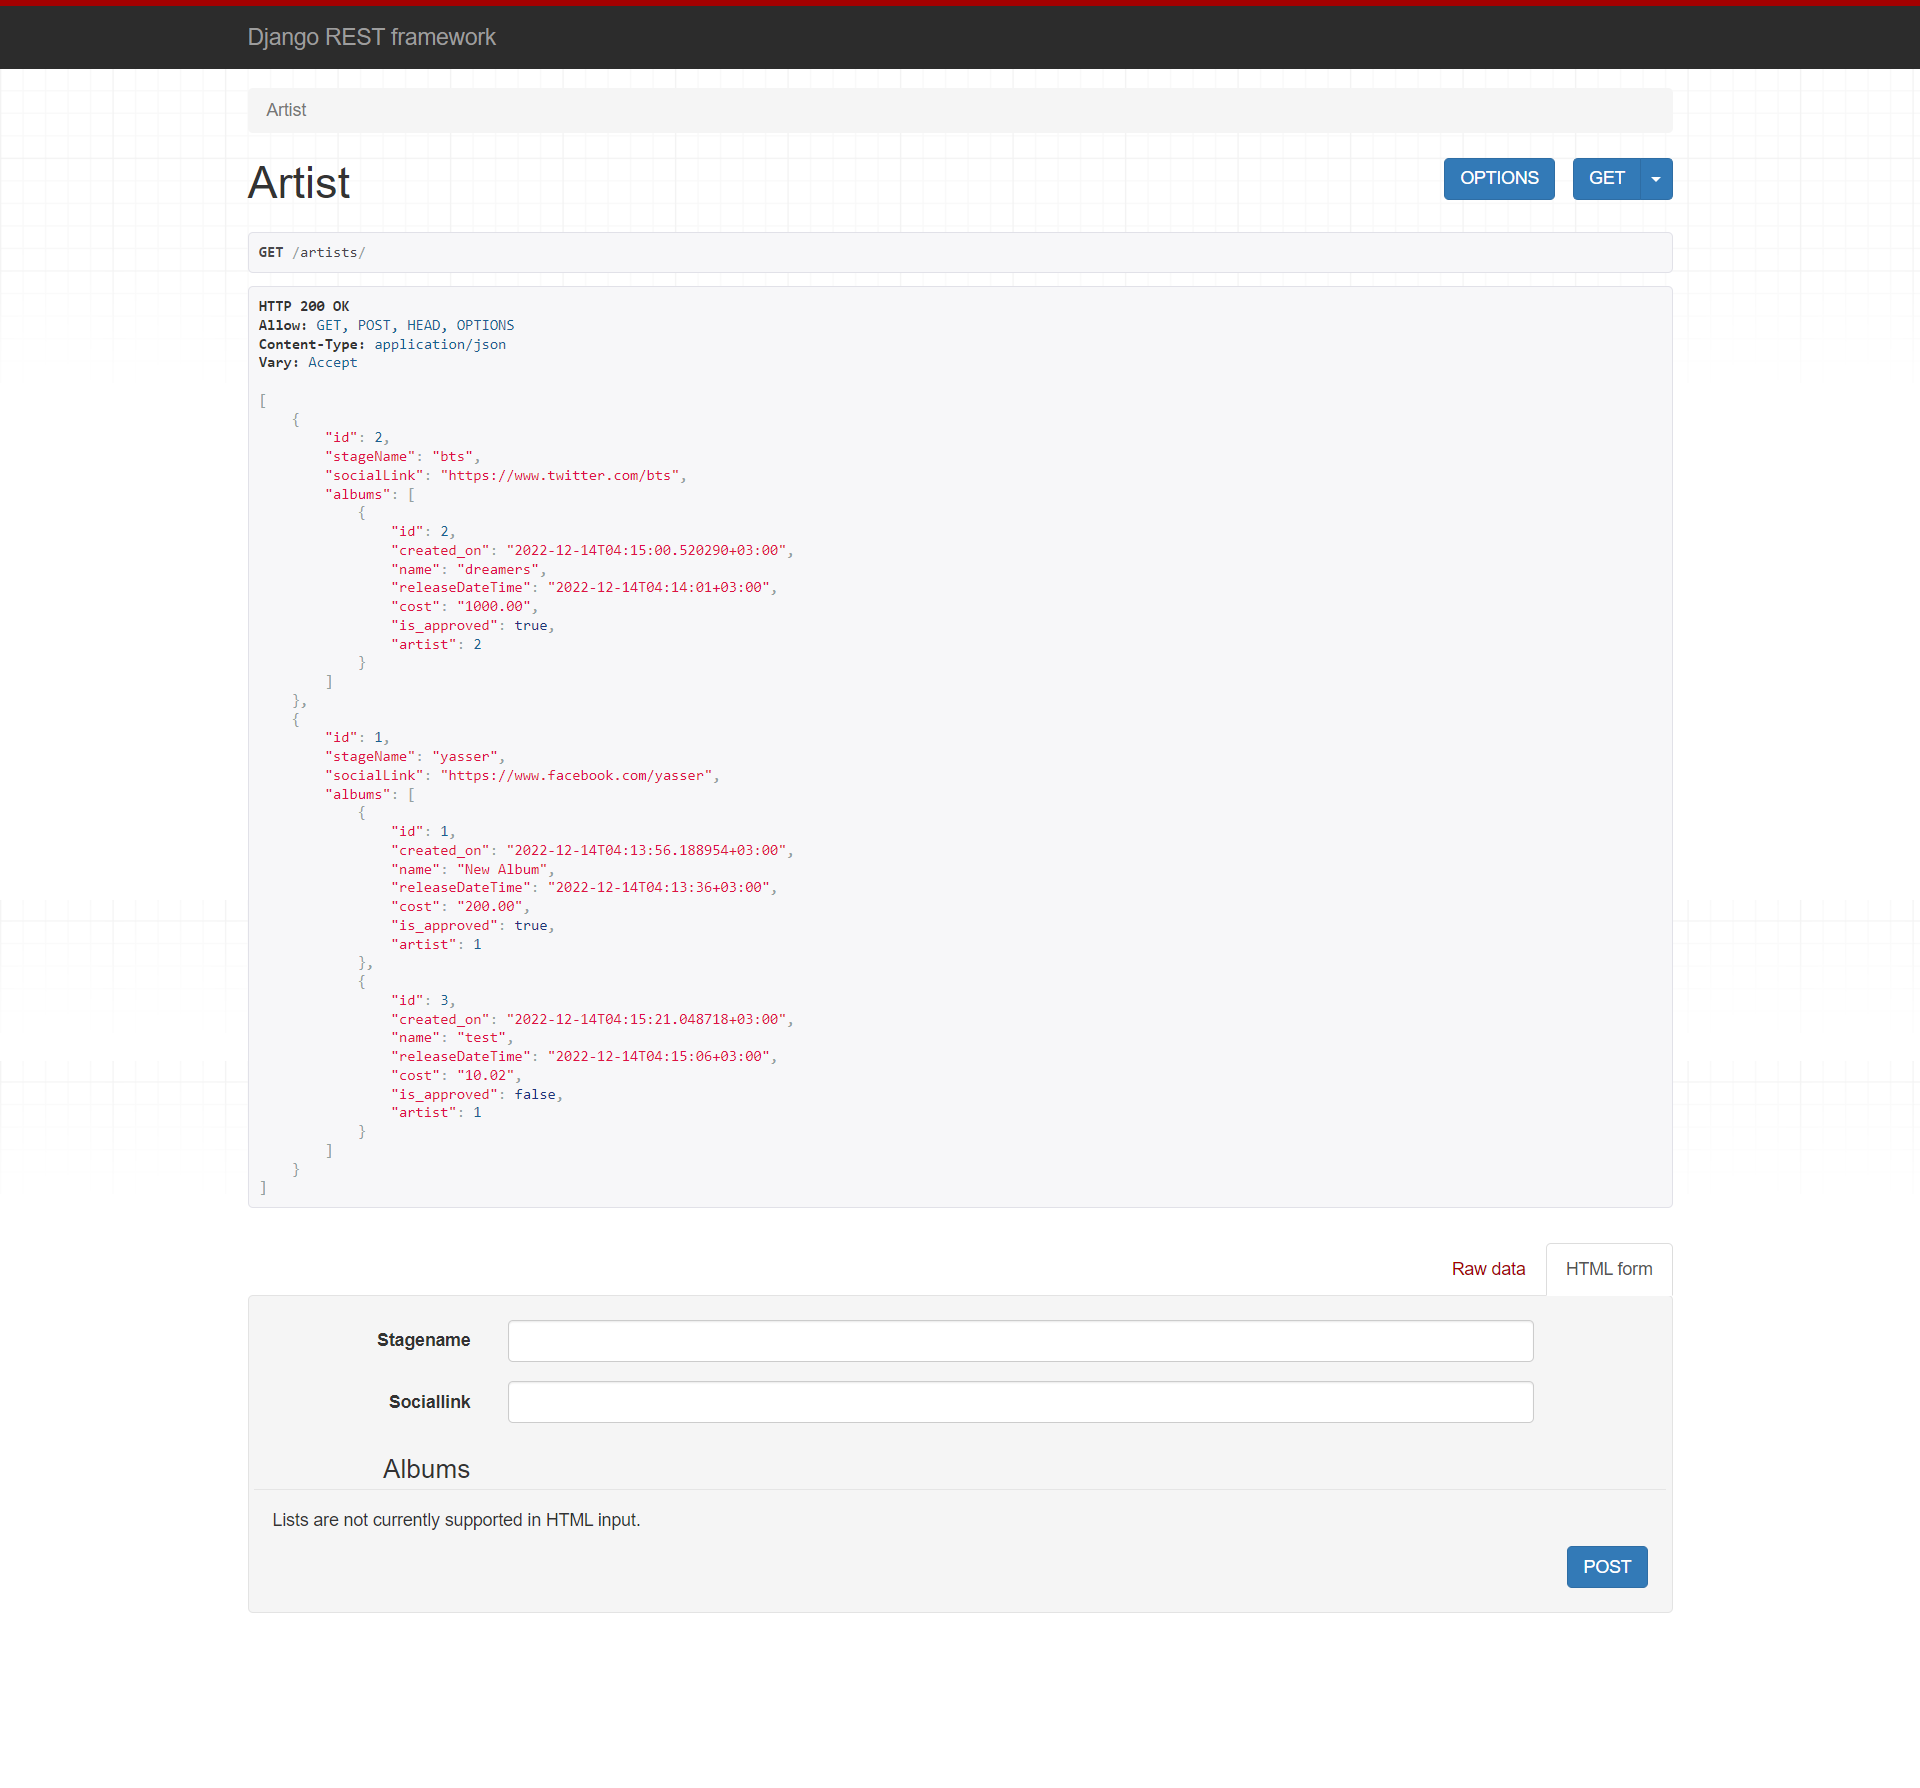 Django REST framework
Artist
Artist
OPTIONS
GET
GET /artists/
HTTP 200 OK
Allow: GET, POST, HEAD, OPTIONS
Content-Type: application/json
Vary: Accept
[
    {
        "id": 2,
        "stageName": "bts",
        "socialLink": "https://www.twitter.com/bts",
        "albums": [
            {
                "id": 2,
                "created_on": "2022-12-14T04:15:00.520290+03:00",
                "name": "dreamers",
                "releaseDateTime": "2022-12-14T04:14:01+03:00",
                "cost": "1000.00",
                "is_approved": true,
                "artist": 2
            }
        ]
    },
    {
        "id": 1,
        "stageName": "yasser",
        "socialLink": "https://www.facebook.com/yasser",
        "albums": [
            {
                "id": 1,
                "created_on": "2022-12-14T04:13:56.188954+03:00",
                "name": "New Album",
                "releaseDateTime": "2022-12-14T04:13:36+03:00",
                "cost": "200.00",
                "is_approved": true,
                "artist": 1
            },
            {
                "id": 3,
                "created_on": "2022-12-14T04:15:21.048718+03:00",
                "name": "test",
                "releaseDateTime": "2022-12-14T04:15:06+03:00",
                "cost": "10.02",
                "is_approved": false,
                "artist": 1
            }
        ]
    }
]
Raw data
HTML form
Stagename
Sociallink
Albums
Lists are not currently supported in HTML input.
POST